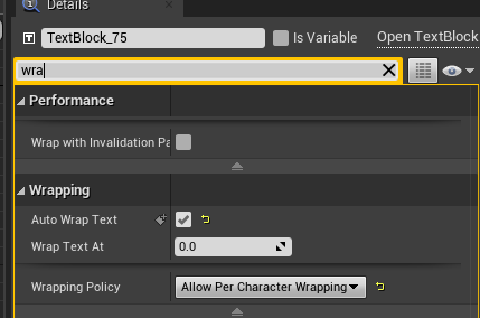 Details
TextBlock_75
Is Variable
Open TextBlock
wra
Performance
Wrap with Invalidation Pa
Wrapping
Auto Wrap Text
Wrap Text At
0.0
Wrapping Policy
Allow Per Character Wrapping